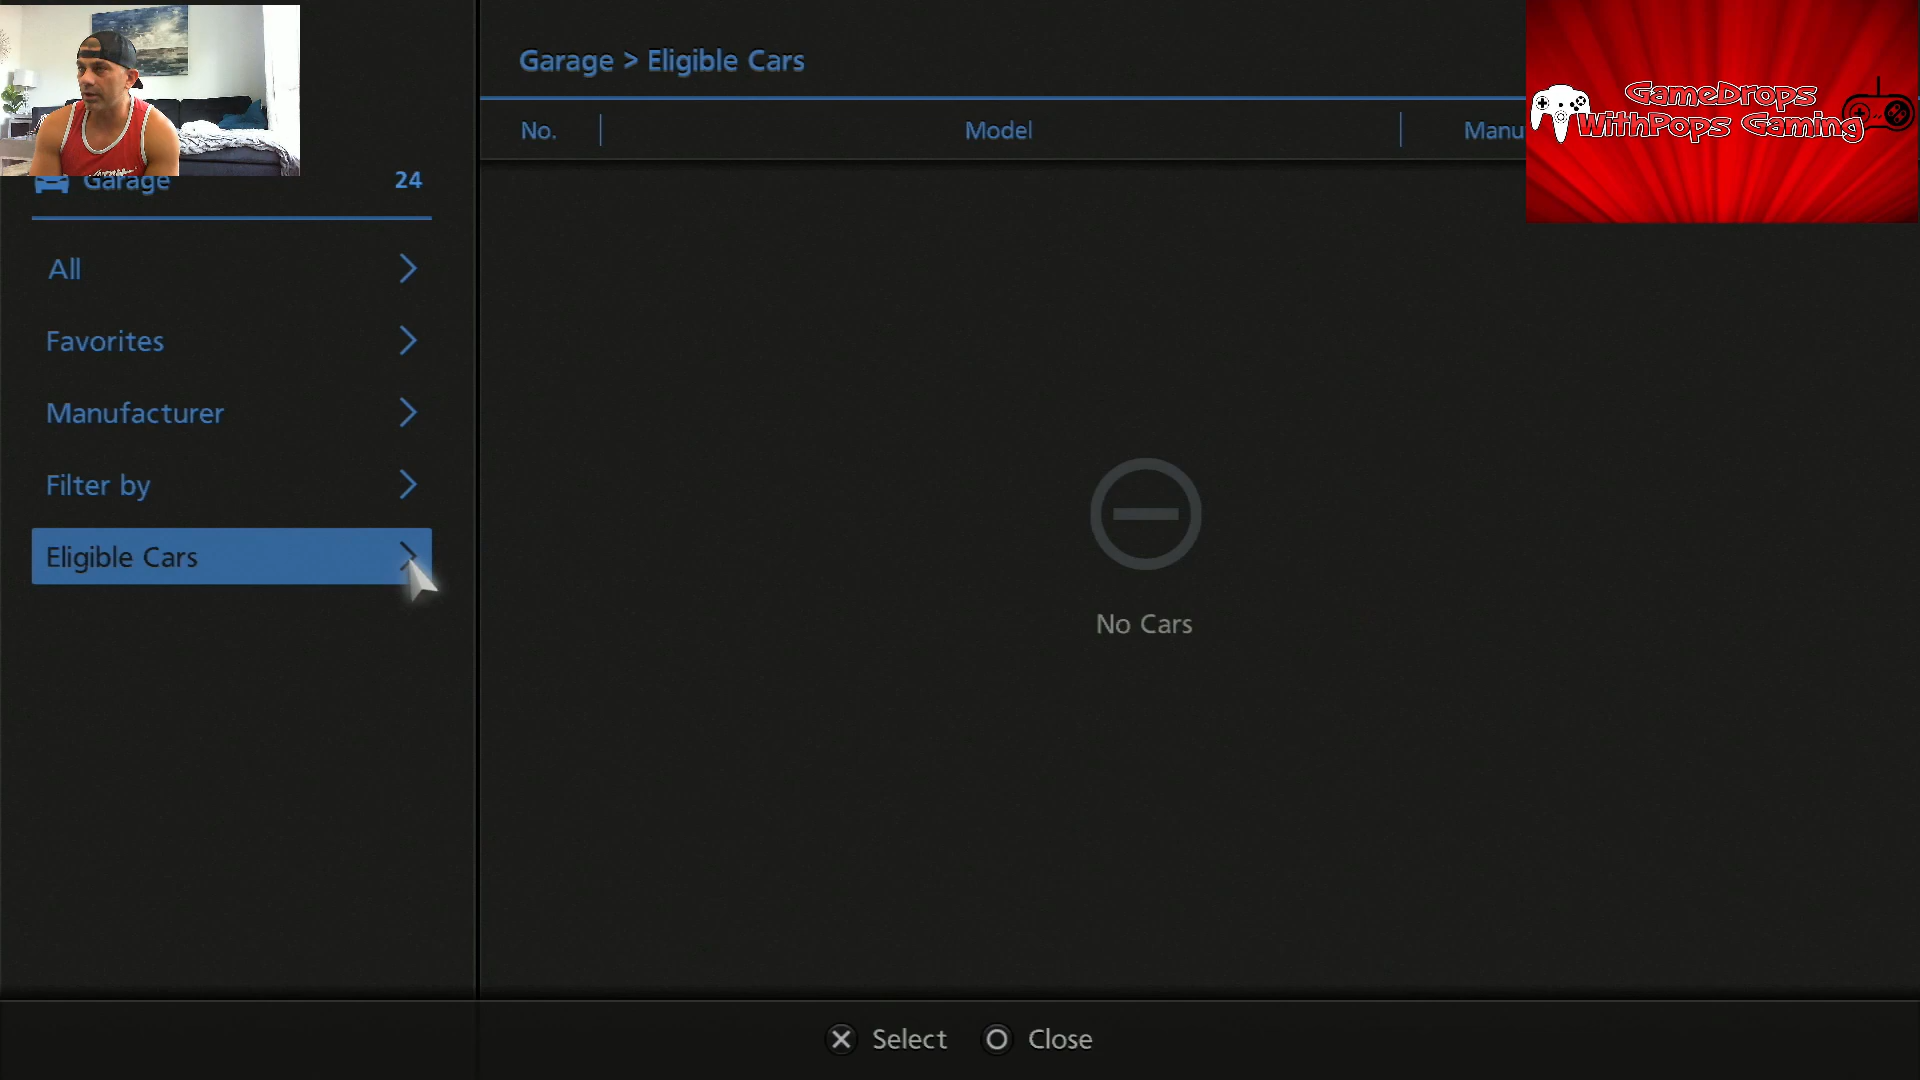 Garage > Eligible Cars
No.
Model
Manu
GameDrops
WithPops Gaming
Garage
24
All
Favorites
Manufacturer
Filter by
Eligible Cars
No Cars
Select
Close